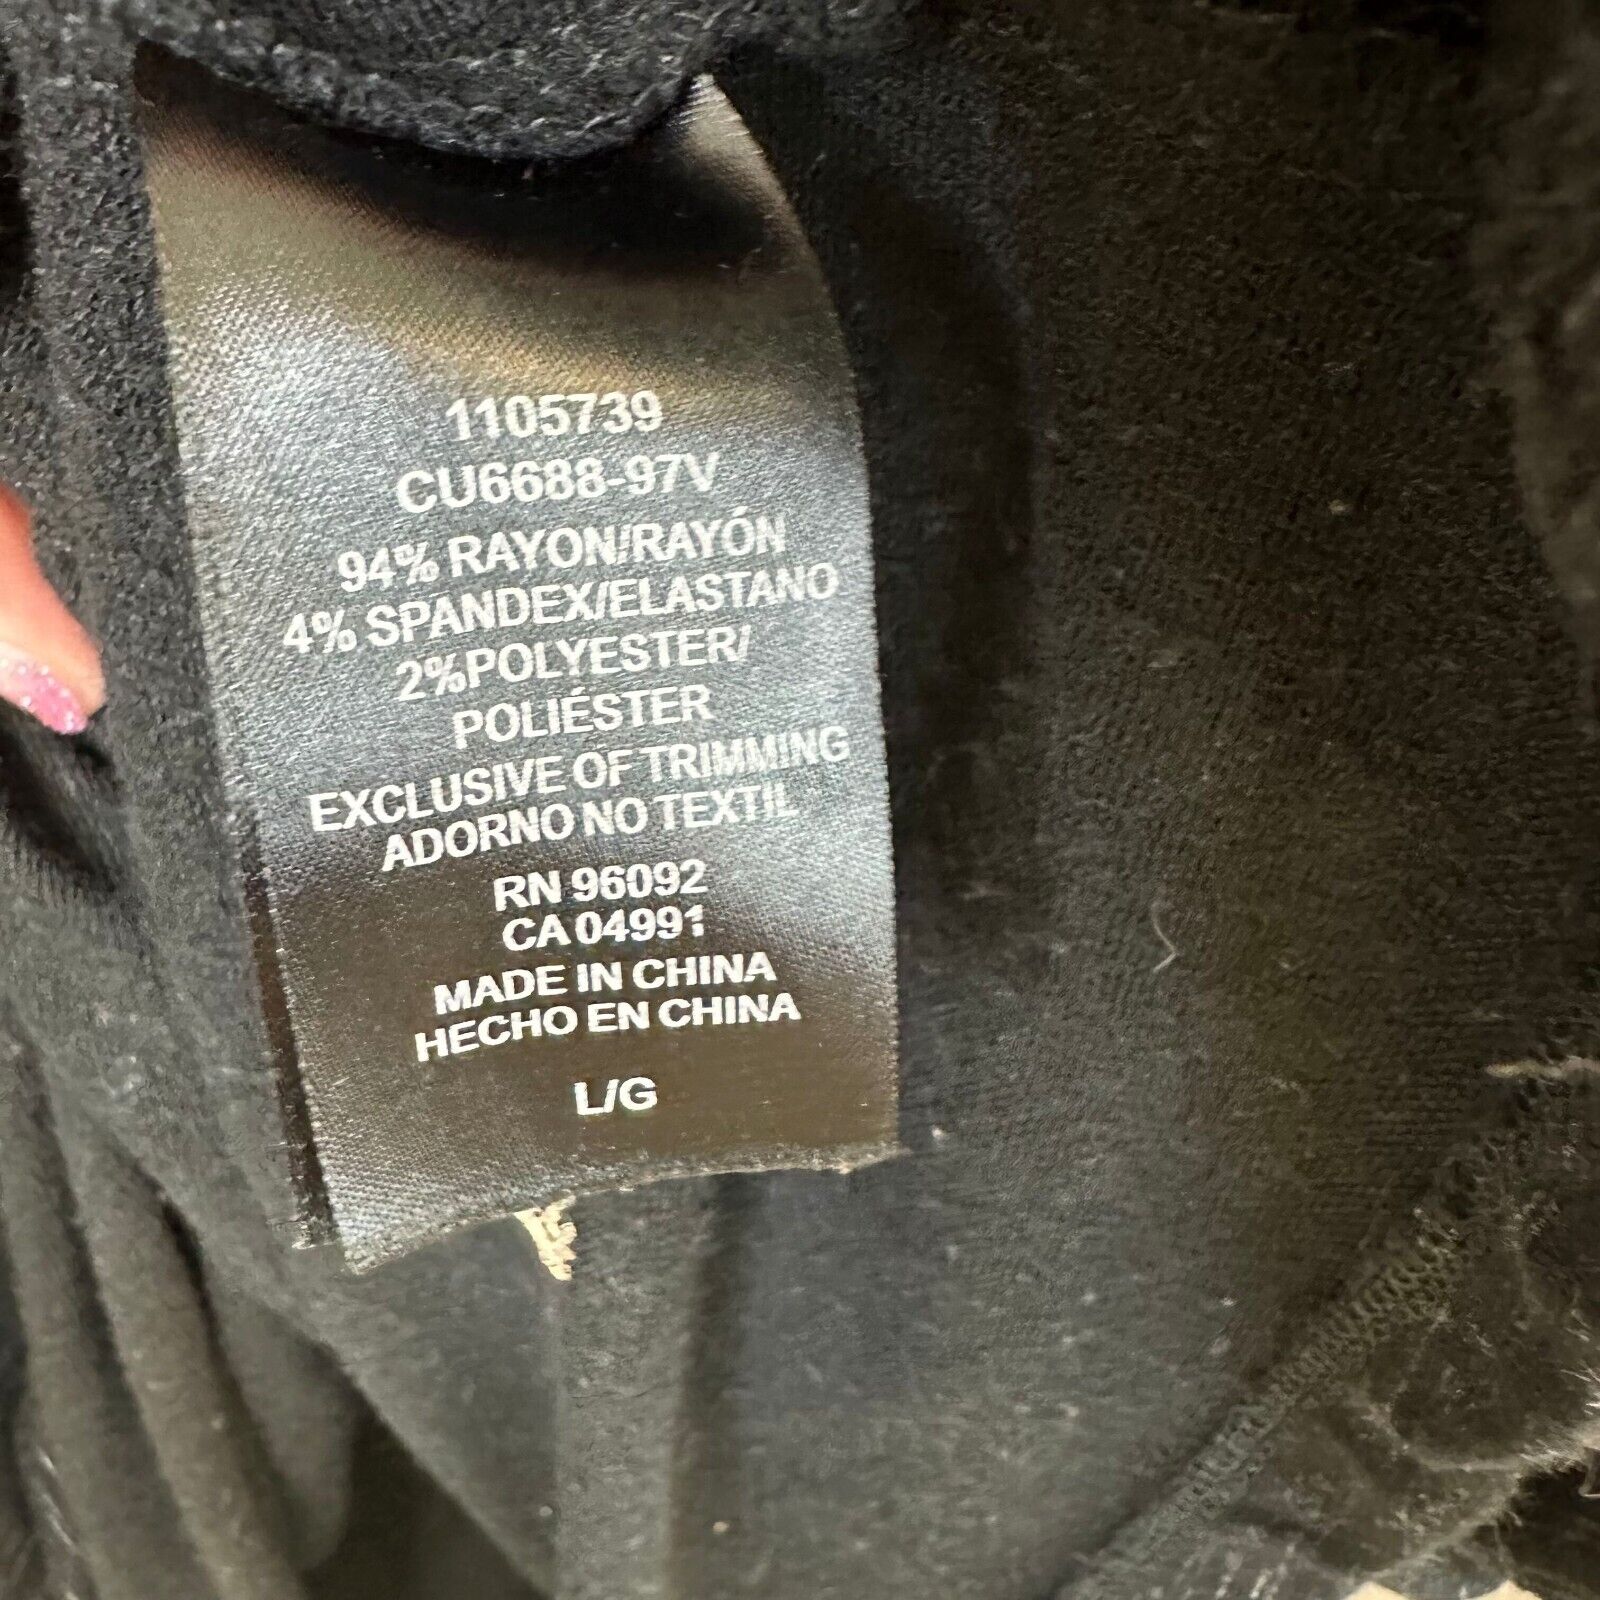 1105739
CU6688-97V
94% RAYON/RAYÓN
4% SPANDEX/ELASTANO
2%POLYESTER/
POLIÉSTER
EXCLUSIVE OF TRIMMING
ADORNO NO TEXTIL
RN 96092
CA 04991
MADE IN CHINA
HECHO EN CHINA
L/G